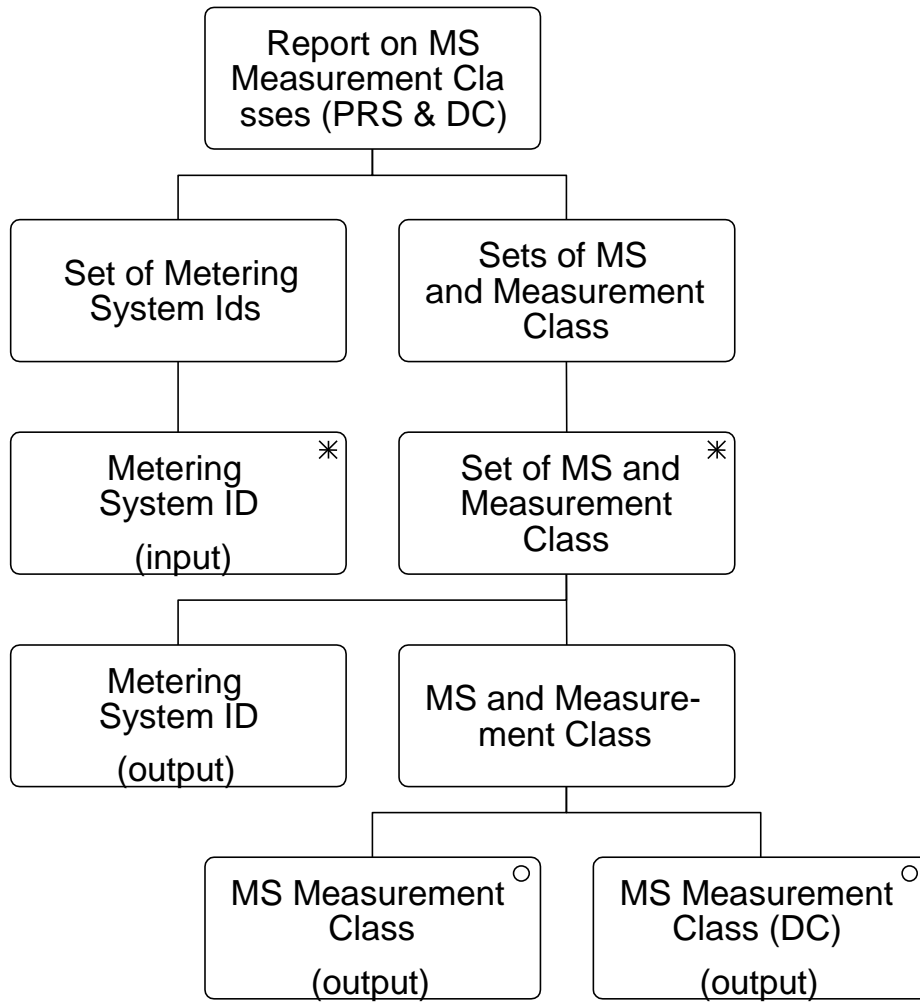 Report on MS
Measurement Cla
sses (PRS & DC)
Set of Metering
System Ids
Sets of MS
and Measurement
Class
Metering
System ID
(input)
Set of MS and
Measurement
Class
Metering
System ID
(output)
MS and Measure-
ment Class
MS Measurement
Class
(output)
MS Measurement
Class (DC)
(output)